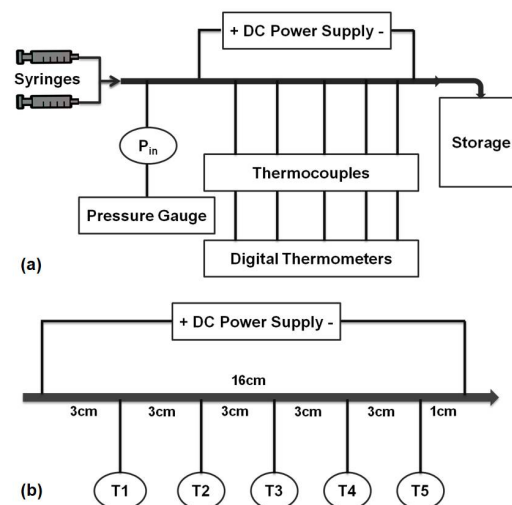 + DC Power Supply -
Syringes
P_in
Storage
Thermocouples
Pressure Gauge
Digital Thermometers
(a)
+ DC Power Supply -
16cm
3cm 3cm 3cm 3cm 3cm 1cm
(b) T1 T2 T3 T4 T5